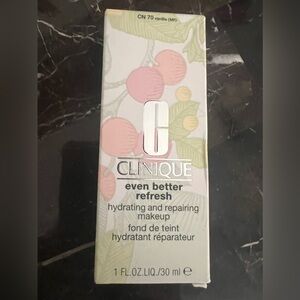 CN 70 vanilla (MF)
CLINIQUE
even better
refresh
hydrating and repairing
makeup
fond de teint
hydratant réparateur
1 FL.OZ.LIQ./30 ml ℮